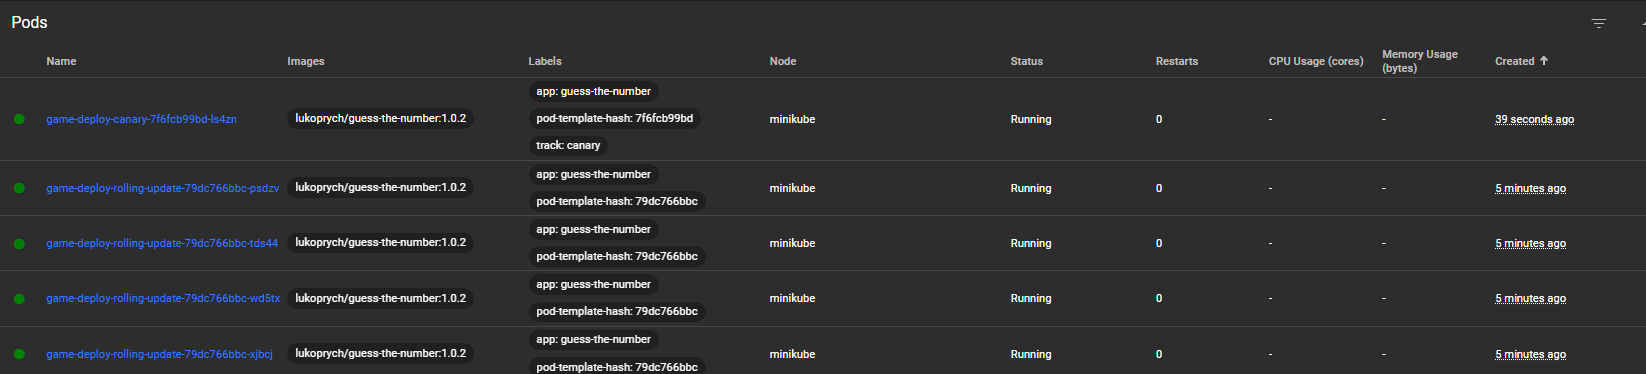 Pods
Name Images Labels Node Status Restarts CPU Usage (cores) Memory Usage (bytes) Created
game-deploy-canary-7f6fcb99bd-ls4zn lukoprych/guess-the-number:1.0.2 app: guess-the-number pod-template-hash: 7f6fcb99bd track: canary minikube Running 0 - - 39 seconds ago
game-deploy-rolling-update-79dc766bbc-psdzv lukoprych/guess-the-number:1.0.2 app: guess-the-number pod-template-hash: 79dc766bbc minikube Running 0 - - 5 minutes ago
game-deploy-rolling-update-79dc766bbc-tds44 lukoprych/guess-the-number:1.0.2 app: guess-the-number pod-template-hash: 79dc766bbc minikube Running 0 - - 5 minutes ago
game-deploy-rolling-update-79dc766bbc-wd5tx lukoprych/guess-the-number:1.0.2 app: guess-the-number pod-template-hash: 79dc766bbc minikube Running 0 - - 5 minutes ago
game-deploy-rolling-update-79dc766bbc-xjbcj lukoprych/guess-the-number:1.0.2 app: guess-the-number pod-template-hash: 79dc766bbc minikube Running 0 - - 5 minutes ago